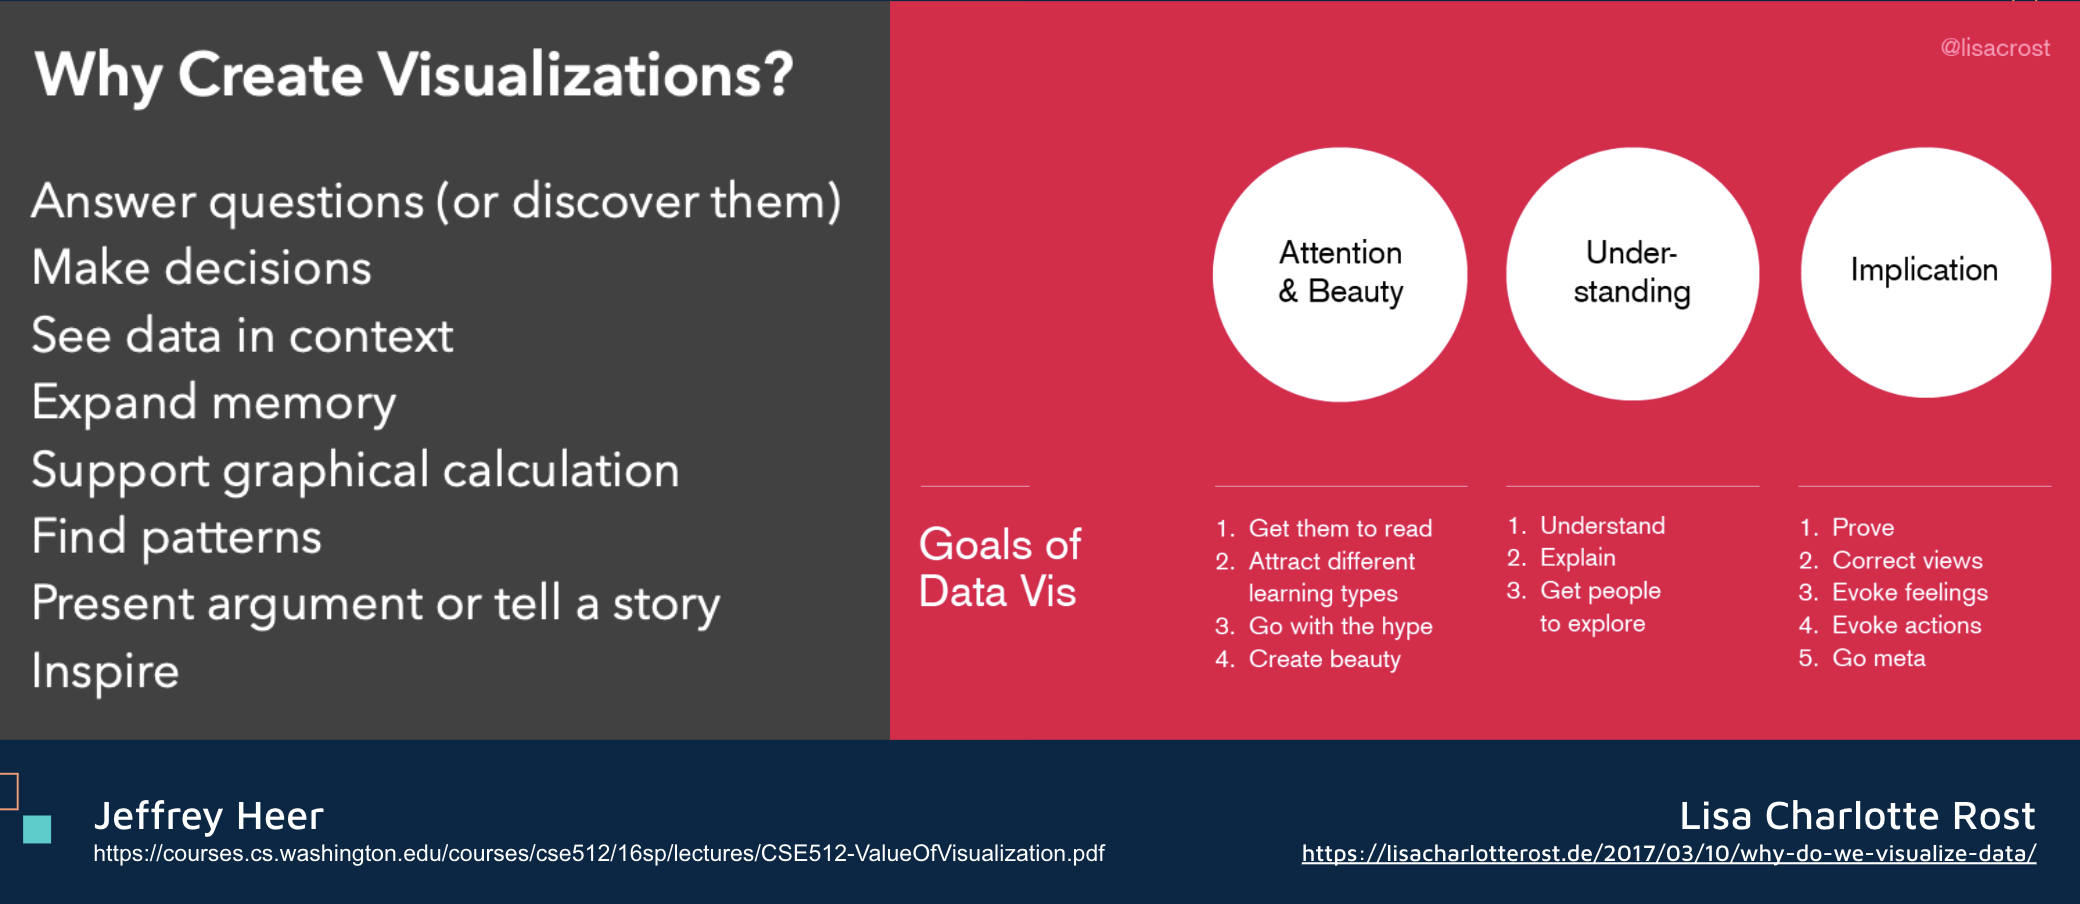 Why Create Visualizations?
Answer questions (or discover them)
Make decisions
See data in context
Expand memory
Support graphical calculation
Find patterns
Present argument or tell a story
Inspire
@lisacrost
Attention
& Beauty
Under-
standing
Implication
Goals of
Data Vis
1. Get them to read
2. Attract different
learning types
3. Go with the hype
4. Create beauty
1. Understand
2. Explain
3. Get people
to explore
1. Prove
2. Correct views
3. Evoke feelings
4. Evoke actions
5. Go meta
Jeffrey Heer
https://courses.cs.washington.edu/courses/cse512/16sp/lectures/CSE512-ValueOfVisualization.pdf
Lisa Charlotte Rost
https://lisacharlotterost.de/2017/03/10/why-do-we-visualize-data/